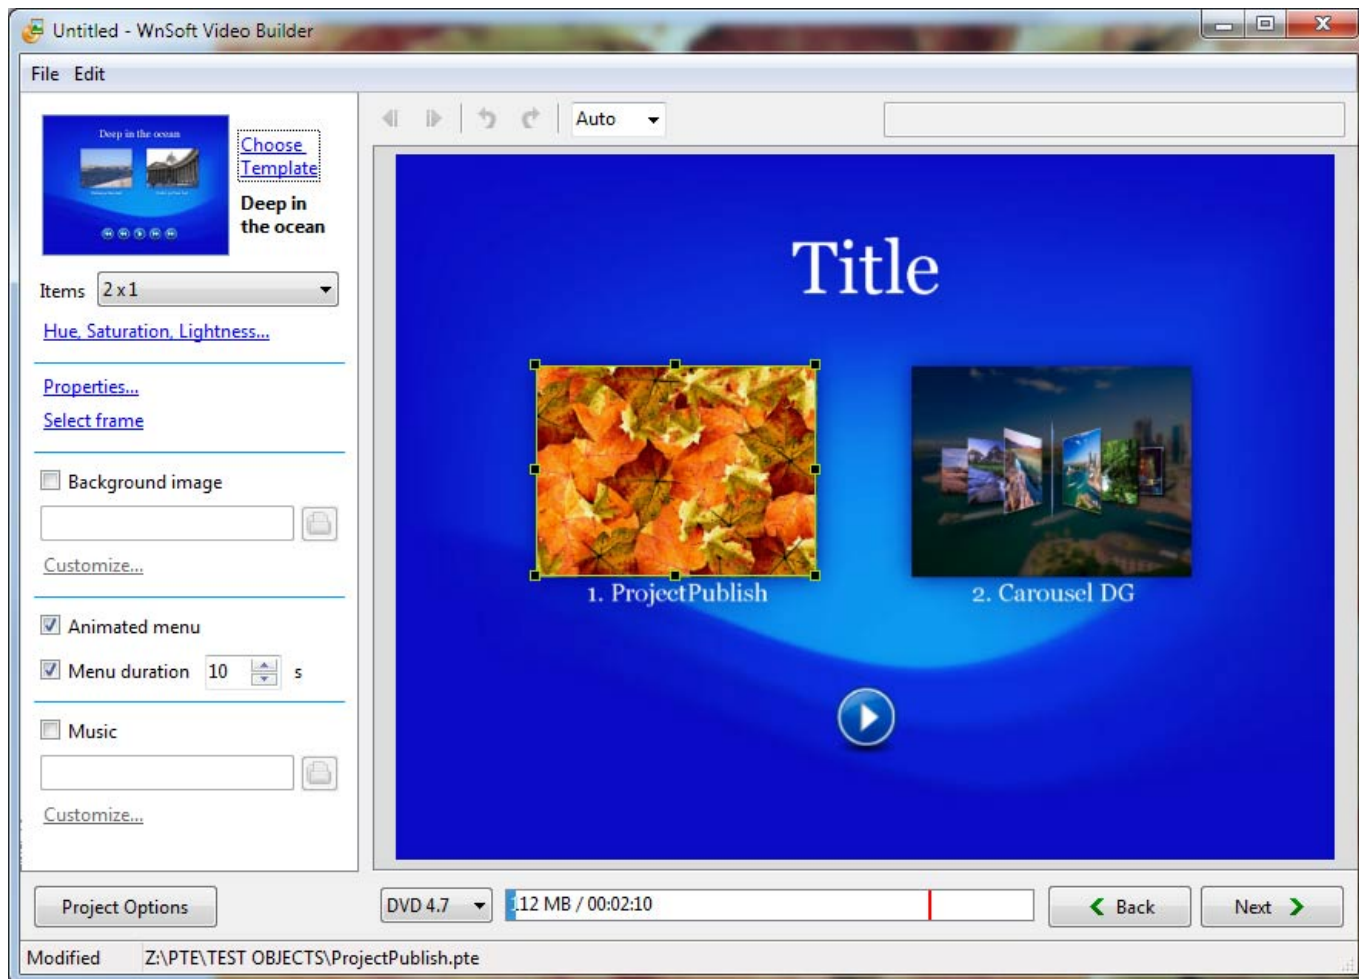 Untitled - WnSoft Video Builder
File Edit
Deep in the ocean
Choose
Template
Deep in
the ocean
Items 2 x 1
Hue, Saturation, Lightness...
Properties...
Select frame
Background image
Customize...
Animated menu
Menu duration 10 s
Music
Customize...
Auto
Title
1. ProjectPublish
2. Carousel DG
Project Options
DVD 4.7
112 MB / 00:02:10
Back
Next
Modified Z:\PTE\TEST OBJECTS\ProjectPublish.pte